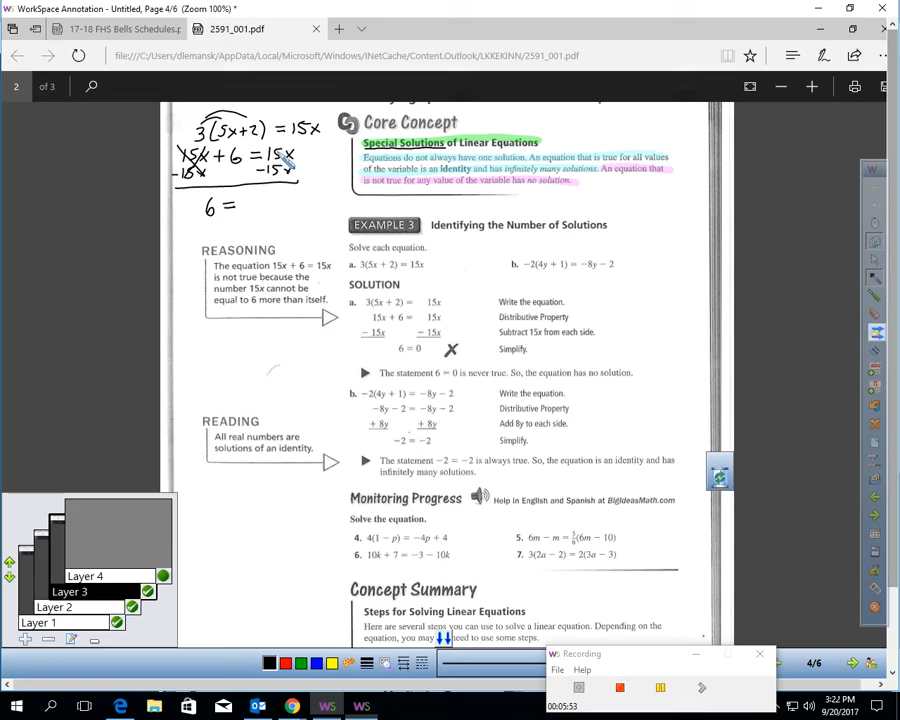 WorkSpace Annotation - Untitled, Page 4/6 (Zoom 100%)
17-18 FHS Bells Schedules.p
2591_001.pdf
file:///C:/Users/dlemansk/AppData/Local/Microsoft/Windows/INetCache/Content.Outlook/LKKEKINN/2591_001.pdf
2 of 3
3(5x+2) = 15x
15x + 6 = 15x
-15x -15x
6 =
Core Concept
Special Solutions of Linear Equations
Equations do not always have one solution. An equation that is true for all values
of the variable is an identity and has infinitely many solutions. An equation that
is not true for any value of the variable has no solution.
EXAMPLE 3 Identifying the Number of Solutions
REASONING
The equation 15x + 6 = 15x
is not true because the
number 15x cannot be
equal to 6 more than itself.
Solve each equation.
a. 3(5x + 2) = 15x b. −2(4y + 1) = −8y − 2
SOLUTION
a. 3(5x + 2) = 15x Write the equation.
15x + 6 = 15x Distributive Property
− 15x − 15x Subtract 15x from each side.
6 = 0 ✗ Simplify.
The statement 6 = 0 is never true. So, the equation has no solution.
b. −2(4y + 1) = −8y − 2 Write the equation.
−8y − 2 = −8y − 2 Distributive Property
+ 8y + 8y Add 8y to each side.
−2 = −2 Simplify.
READING
All real numbers are
solutions of an identity.
The statement −2 = −2 is always true. So, the equation is an identity and has
infinitely many solutions.
Monitoring Progress Help in English and Spanish at BigIdeasMath.com
Solve the equation.
4. 4(1 − p) = −4p + 4 5. 6m − m = 5/6(6m − 10)
6. 10k + 7 = −3 − 10k 7. 3(2a − 2) = 2(3a − 3)
Concept Summary
Steps for Solving Linear Equations
Here are several steps you can use to solve a linear equation. Depending on the
equation, you may need to use some steps.
Layer 4
Layer 3
Layer 2
Layer 1
WS Recording
File Help
00:05:53
4/6
3:22 PM
9/20/2017